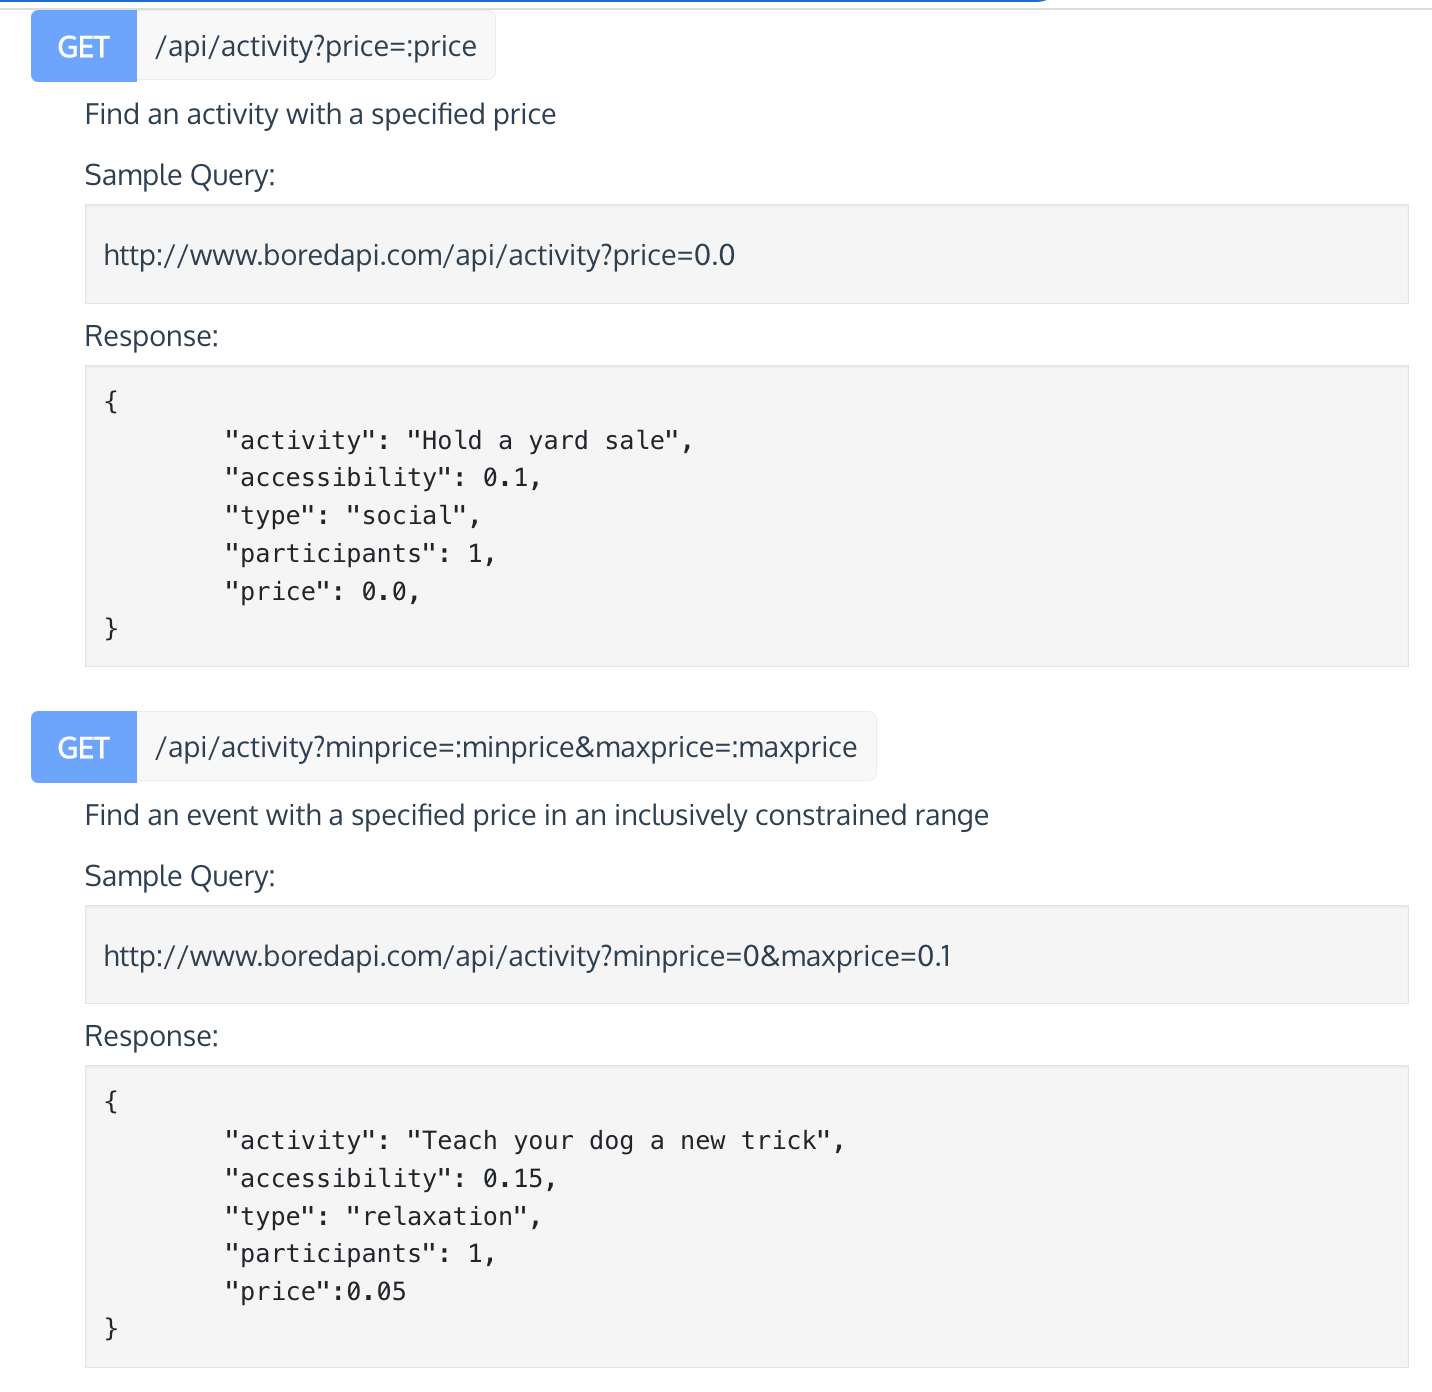 GET /api/activity?price=:price
Find an activity with a specified price
Sample Query:
http://www.boredapi.com/api/activity?price=0.0
Response:
{
"activity": "Hold a yard sale",
"accessibility": 0.1,
"type": "social",
"participants": 1,
"price": 0.0,
}
GET /api/activity?minprice=:minprice&maxprice=:maxprice
Find an event with a specified price in an inclusively constrained range
Sample Query:
http://www.boredapi.com/api/activity?minprice=0&maxprice=0.1
Response:
{
"activity": "Teach your dog a new trick",
"accessibility": 0.15,
"type": "relaxation",
"participants": 1,
"price":0.05
}